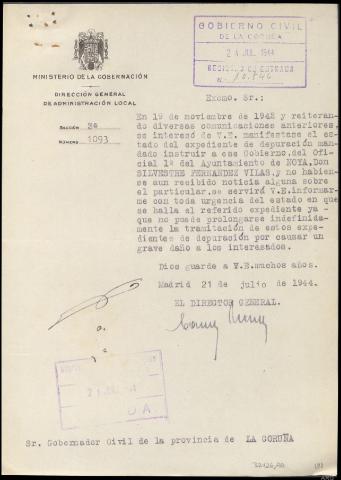 GOBIERNO CIVIL
DE LA CORUÑA
24 JUL. 1944
REGISTRO DE ENTRADA
MINISTERIO DE LA GOBERNACIÓN
DIRECCIÓN GENERAL
DE ADMINISTRACIÓN LOCAL
SECCIÓN 3ª
NÚMERO 1093
Excmo. Sr.:
En 19 de noviembre de 1942 y reiteran-
do diversas comunicaciones anteriores,
se interesó de V.E. manifestase el es-
tado del expediente de depuración man-
dado instruir a ese Gobierno, del Ofi-
cial 1º del Ayuntamiento de NOYA, Don
SILVESTRE FERNANDEZ VILAS, y no habien-
se aun recibido noticia alguna sobre
el particular, se servirá V.E. informar-
me con toda urgencia del estado en que
se halla el referido expediente ya -
que no puede prolongarse indefinida-
mente la tramitación de estos expe-
dientes de depuración por causar un
grave daño a los interesados.
Dios guarde a V.E. muchos años.
Madrid 21 de julio de 1944.
EL DIRECTOR GENERAL.
Sr. Gobernador Civil de la provincia de LA CORUÑA